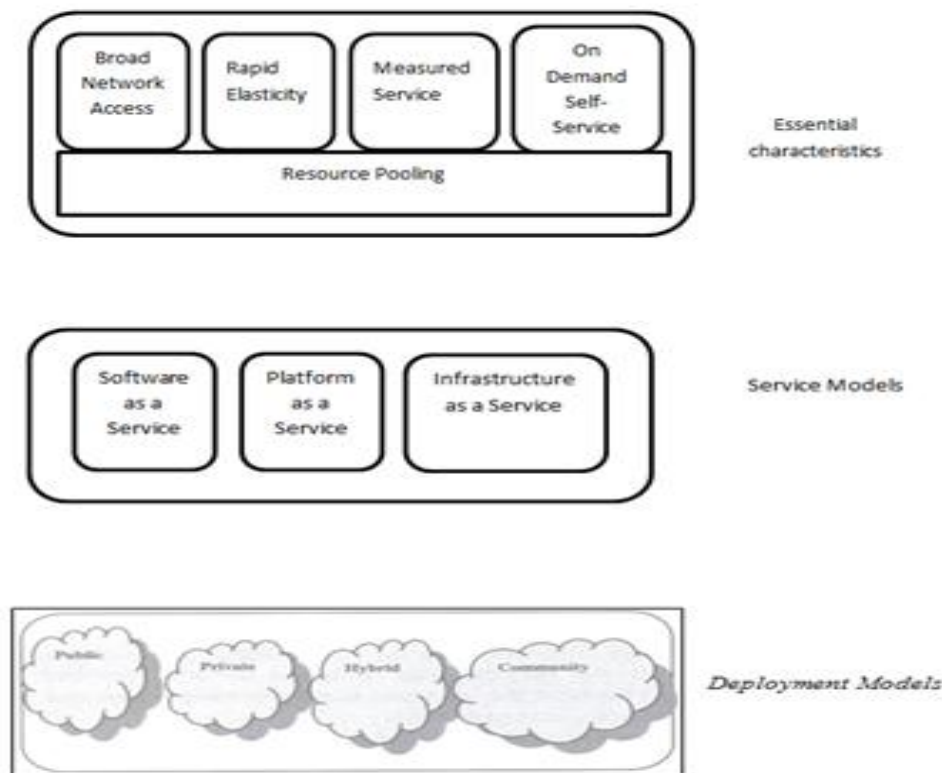 Broad
Network
Access
Rapid
Elasticity
Measured
Service
On
Demand
Self-
Service
Resource Pooling
Essential
characteristics
Software
as a
Service
Platform
as a
Service
Infrastructure
as a Service
Service Models
Public
Private
Hybrid
Community
Deployment Models